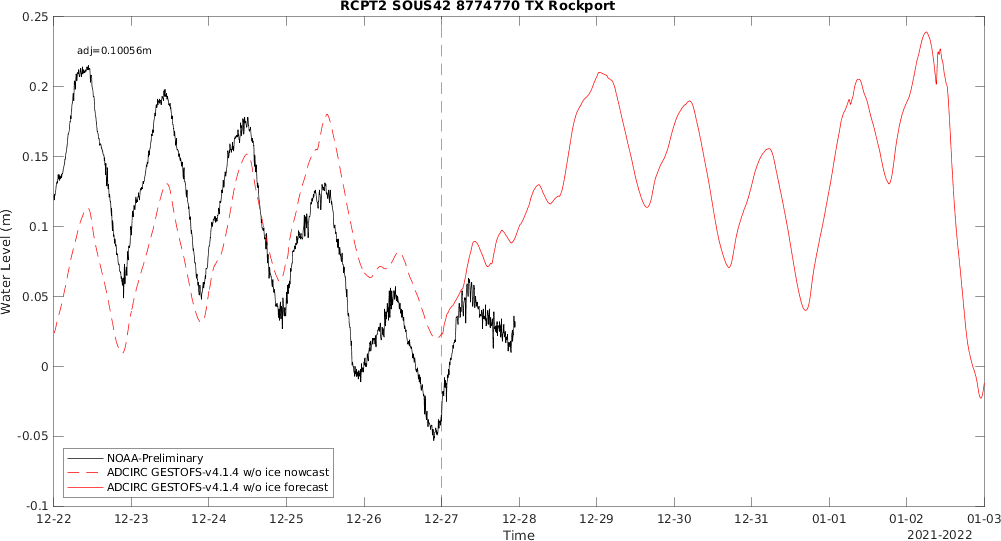 RCPT2 SOUS42 8774770 TX Rockport
0.25
adj=0.10056m
0.2
0.15
0.1
0.05
0
-0.05
-0.1
Water Level (m)
NOAA-Preliminary
ADCIRC GESTOFS-v4.1.4 w/o ice nowcast
ADCIRC GESTOFS-v4.1.4 w/o ice forecast
12-22 12-23 12-24 12-25 12-26 12-27 12-28 12-29 12-30 12-31 01-01 01-02 01-03
Time
2021-2022